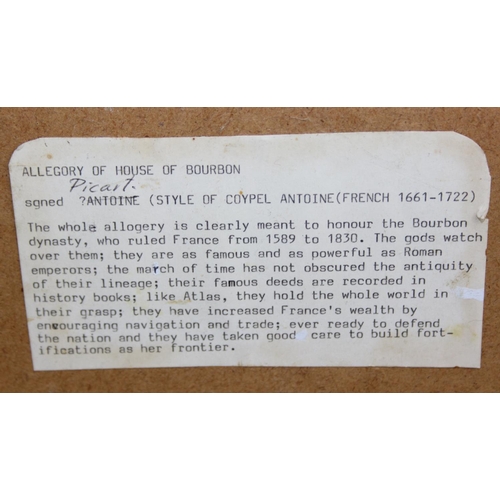 ALLEGORY OF HOUSE OF BOURBON
Picart.
sgned ?ANTOINE (STYLE OF COYPEL ANTOINE(FRENCH 1661-1722)
The whole allogery is clearly meant to honour the Bourbon
dynasty, who ruled France from 1589 to 1830. The gods watch
over them; they are as famous and as powerful as Roman
emperors; the march of time has not obscured the antiquity
of their lineage; their famous deeds are recorded in
history books; like Atlas, they hold the whole world in
their grasp; they have increased France's wealth by
encouraging navigation and trade; ever ready to defend
the nation and they have taken good care to build fort-
ifications as her frontier.